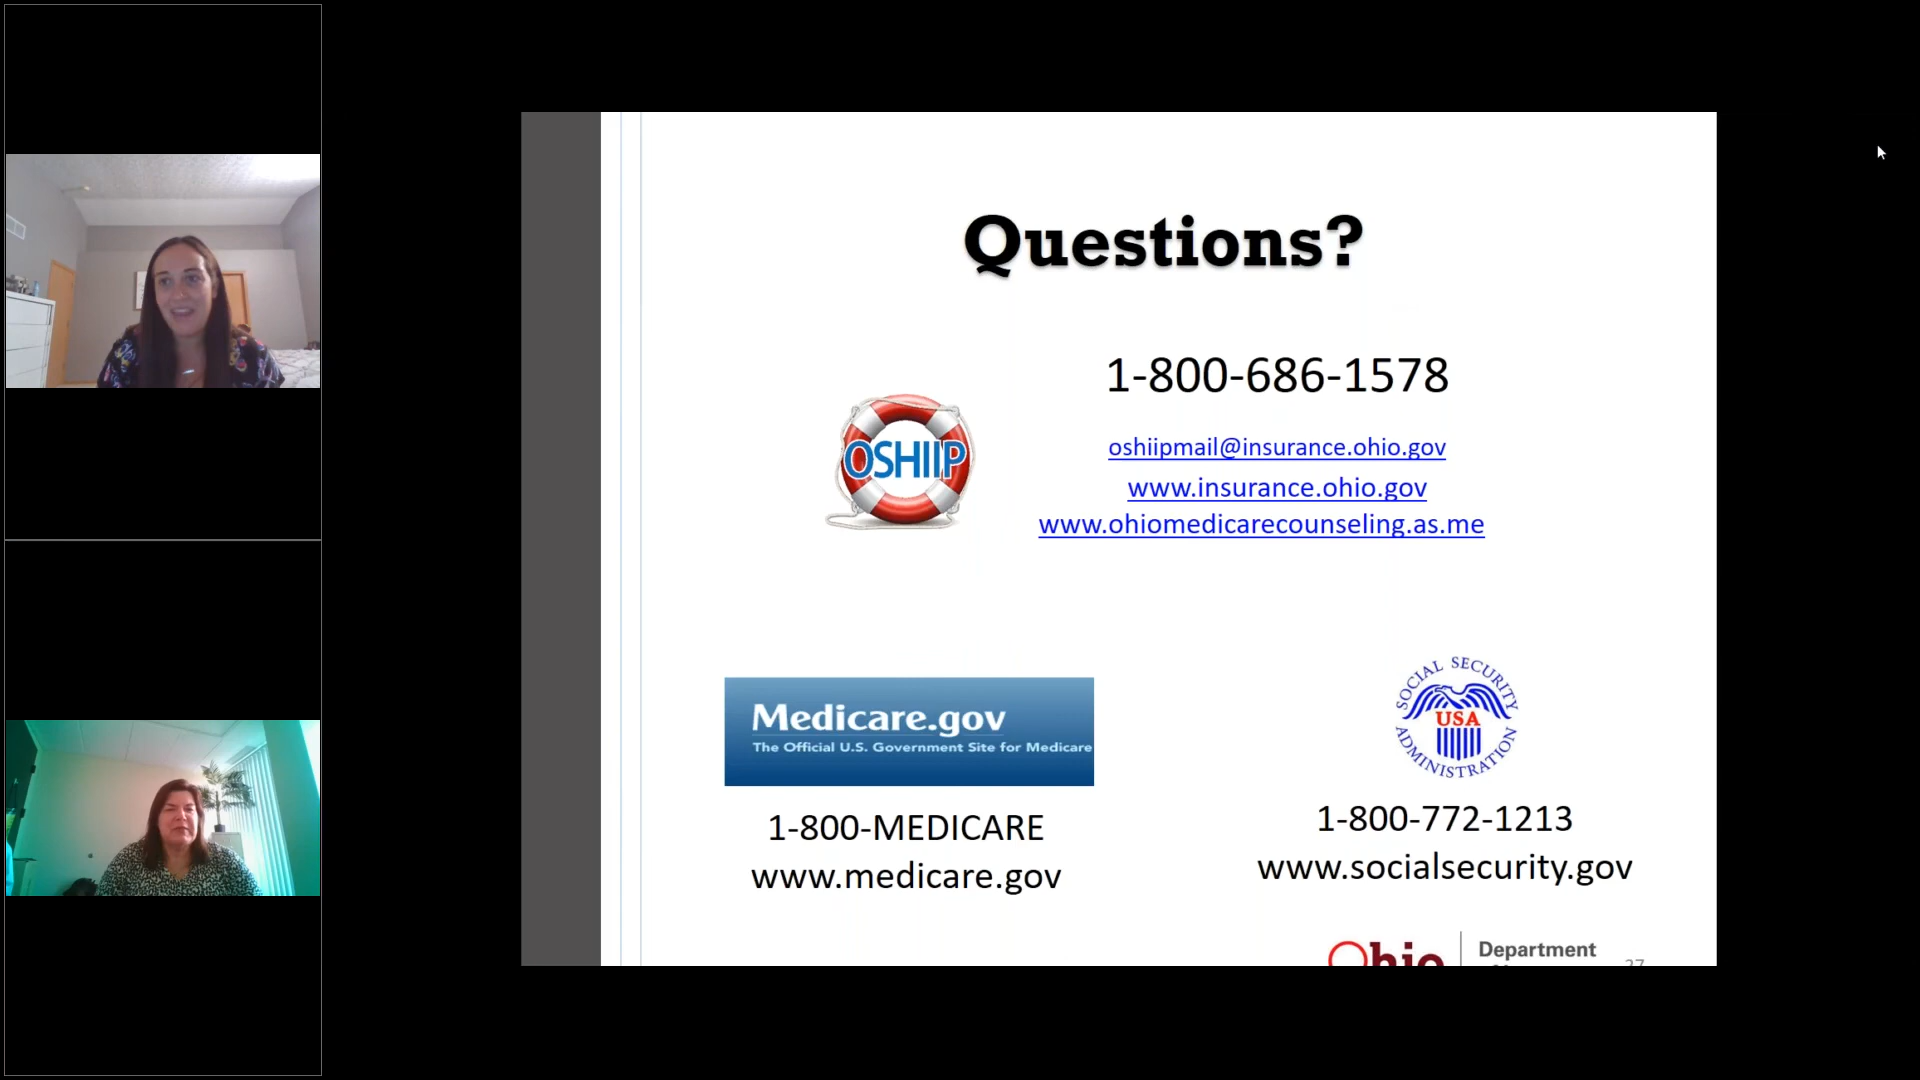 Questions?
1-800-686-1578
OSHIIP
oshiipmail@insurance.ohio.gov
www.insurance.ohio.gov
www.ohiomedicarecounseling.as.me
Medicare.gov
The Official U.S. Government Site for Medicare
SOCIAL SECURITY
USA
ADMINISTRATION
1-800-MEDICARE
www.medicare.gov
1-800-772-1213
www.socialsecurity.gov
Ohio
Department
27